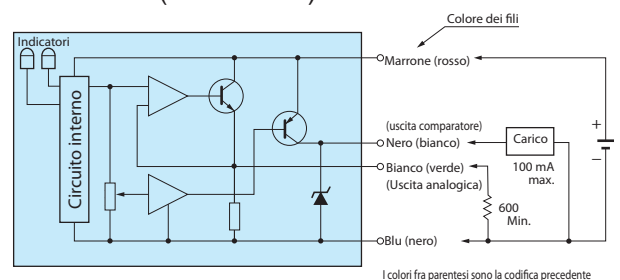 Colore dei fili
Indicatori
Circuito interno
Marrone (rosso)
(uscita comparatore)
Nero (bianco)
Carico
100 mA
max.
Bianco (verde)
(Uscita analogica)
600
Min.
Blu (nero)
+
−
I colori fra parentesi sono la codifica precedente